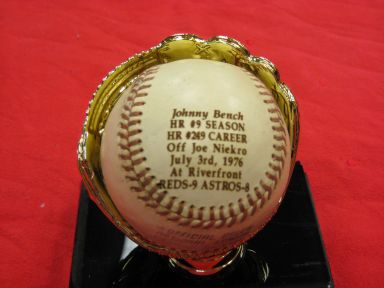 Johnny Bench
HR #9 SEASON
HR #249 CAREER
Off Joe Niekro
July 3rd, 1976
At Riverfront
REDS-9 ASTROS-8
OFFICIAL